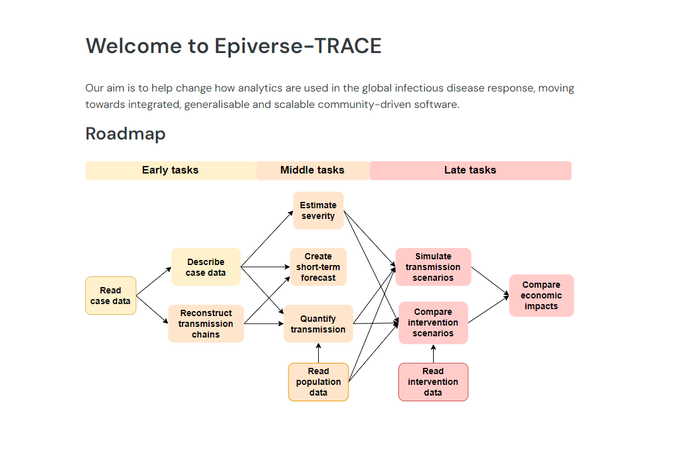 Welcome to Epiverse-TRACE
Our aim is to help change how analytics are used in the global infectious disease response, moving
towards integrated, generalisable and scalable community-driven software.
Roadmap
Early tasks
Middle tasks
Late tasks
Read
case data
Describe
case data
Reconstruct
transmission
chains
Estimate
severity
Create
short-term
forecast
Quantify
transmission
Read
population
data
Simulate
transmission
scenarios
Compare
intervention
scenarios
Read
intervention
data
Compare
economic
impacts